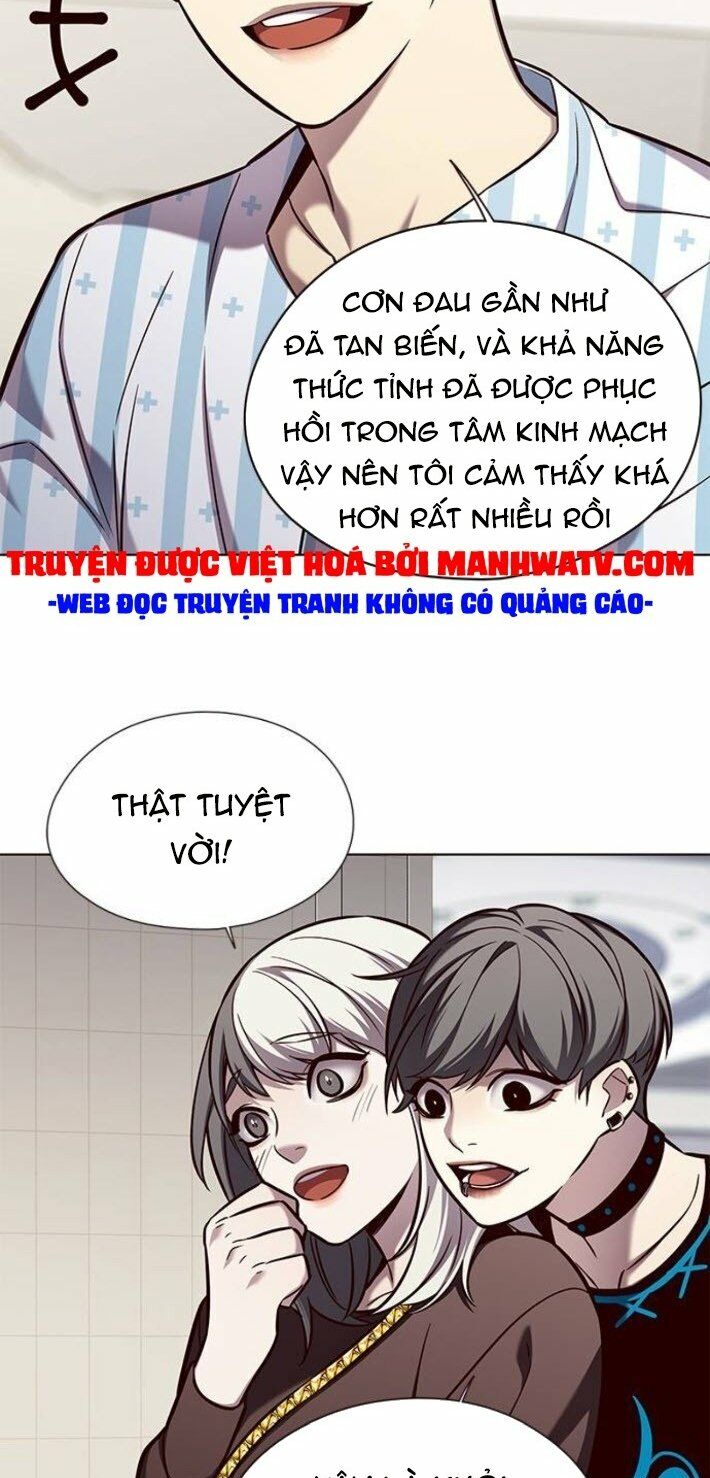 CƠN ĐAU GẦN NHƯ
ĐÃ TAN BIẾN, VÀ KHẢ NĂNG
THỨC TỈNH ĐÃ ĐƯỢC PHỤC
HỒI TRONG TÂM KINH MẠCH
VẬY NÊN TÔI CẢM THẤY KHÁ
HƠN RẤT NHIỀU RỒI
TRUYỆN ĐƯỢC VIỆT HOÁ BỞI MANHWATV.COM
-WEB ĐỌC TRUYỆN TRANH KHÔNG CÓ QUẢNG CÁO-
THẬT TUYỆT
VỜI!